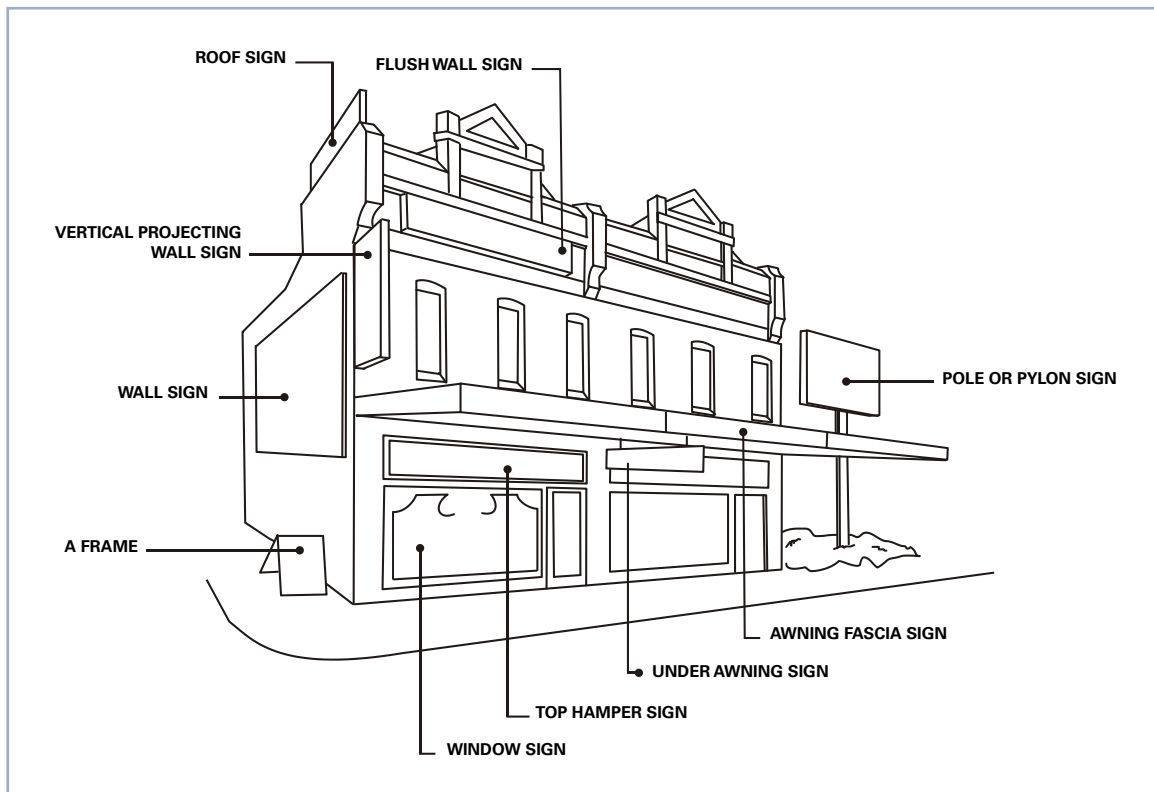 ROOF SIGN
FLUSH WALL SIGN
VERTICAL PROJECTING
WALL SIGN
WALL SIGN
POLE OR PYLON SIGN
A FRAME
AWNING FASCIA SIGN
UNDER AWNING SIGN
TOP HAMPER SIGN
WINDOW SIGN